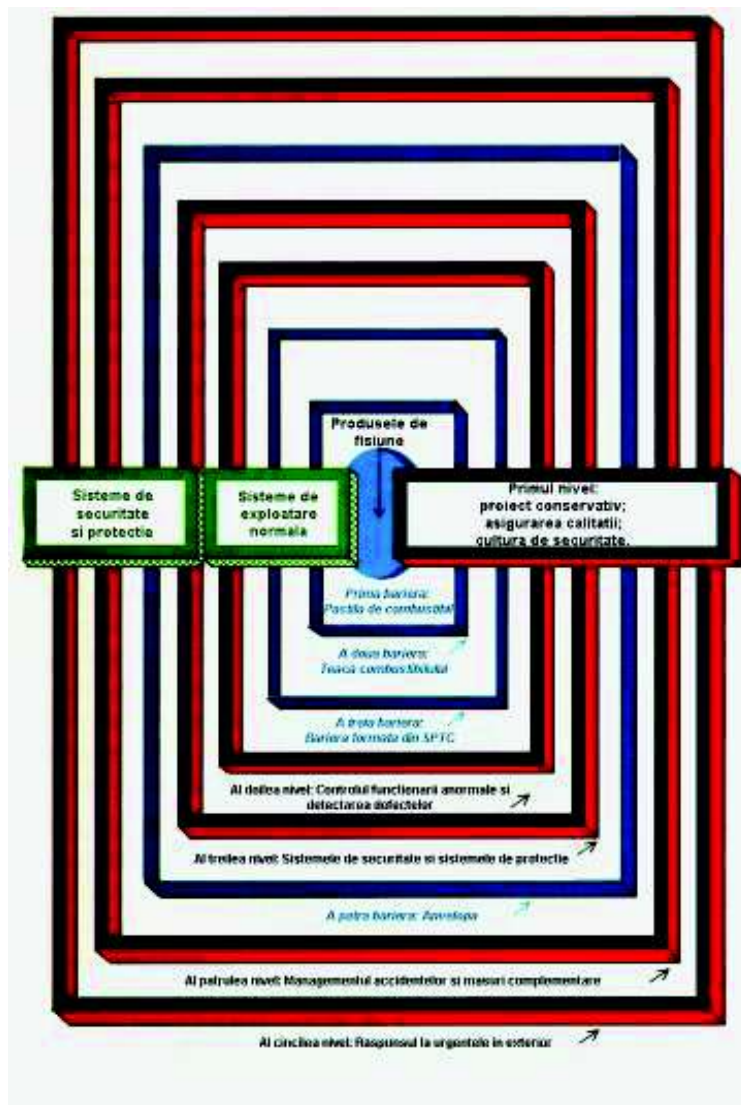 Produsele de
fisiune
Sisteme de
securitate
si protectie
Sisteme de
exploatare
normala
Primul nivel:
proiect conservativ;
asigurarea calitatii;
cultura de securitate.
Prima bariera:
Pastila de combustibil
A doua bariera:
Teaca combustibilului
A treia bariera:
Bariera formata din SPTC
Al doilea nivel: Controlul functionarii anormale si
detectarea defectelor
Al treilea nivel: Sistemele de securitate si sistemele de protectie
A patra bariera: Anvelopa
Al patrulea nivel: Managementul accidentelor si masuri complementare
Al cincilea nivel: Raspunsul la urgentele in exterior